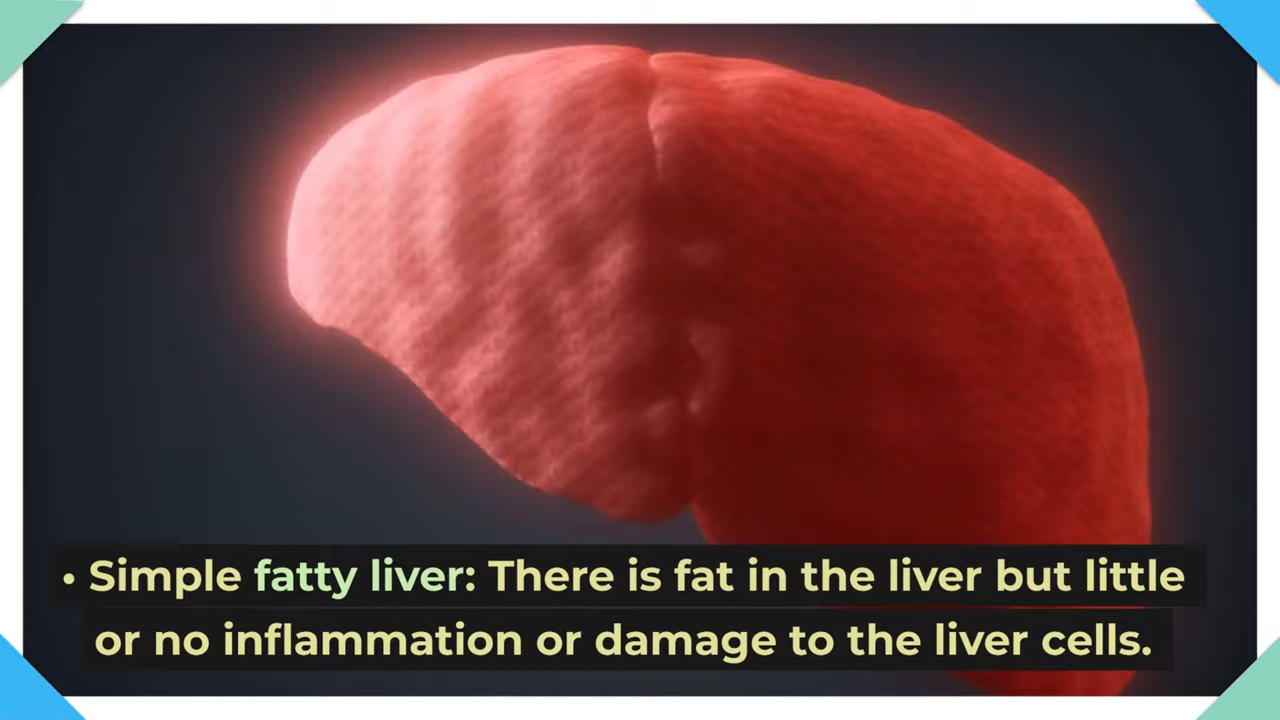 • Simple fatty liver: There is fat in the liver but little
or no inflammation or damage to the liver cells.